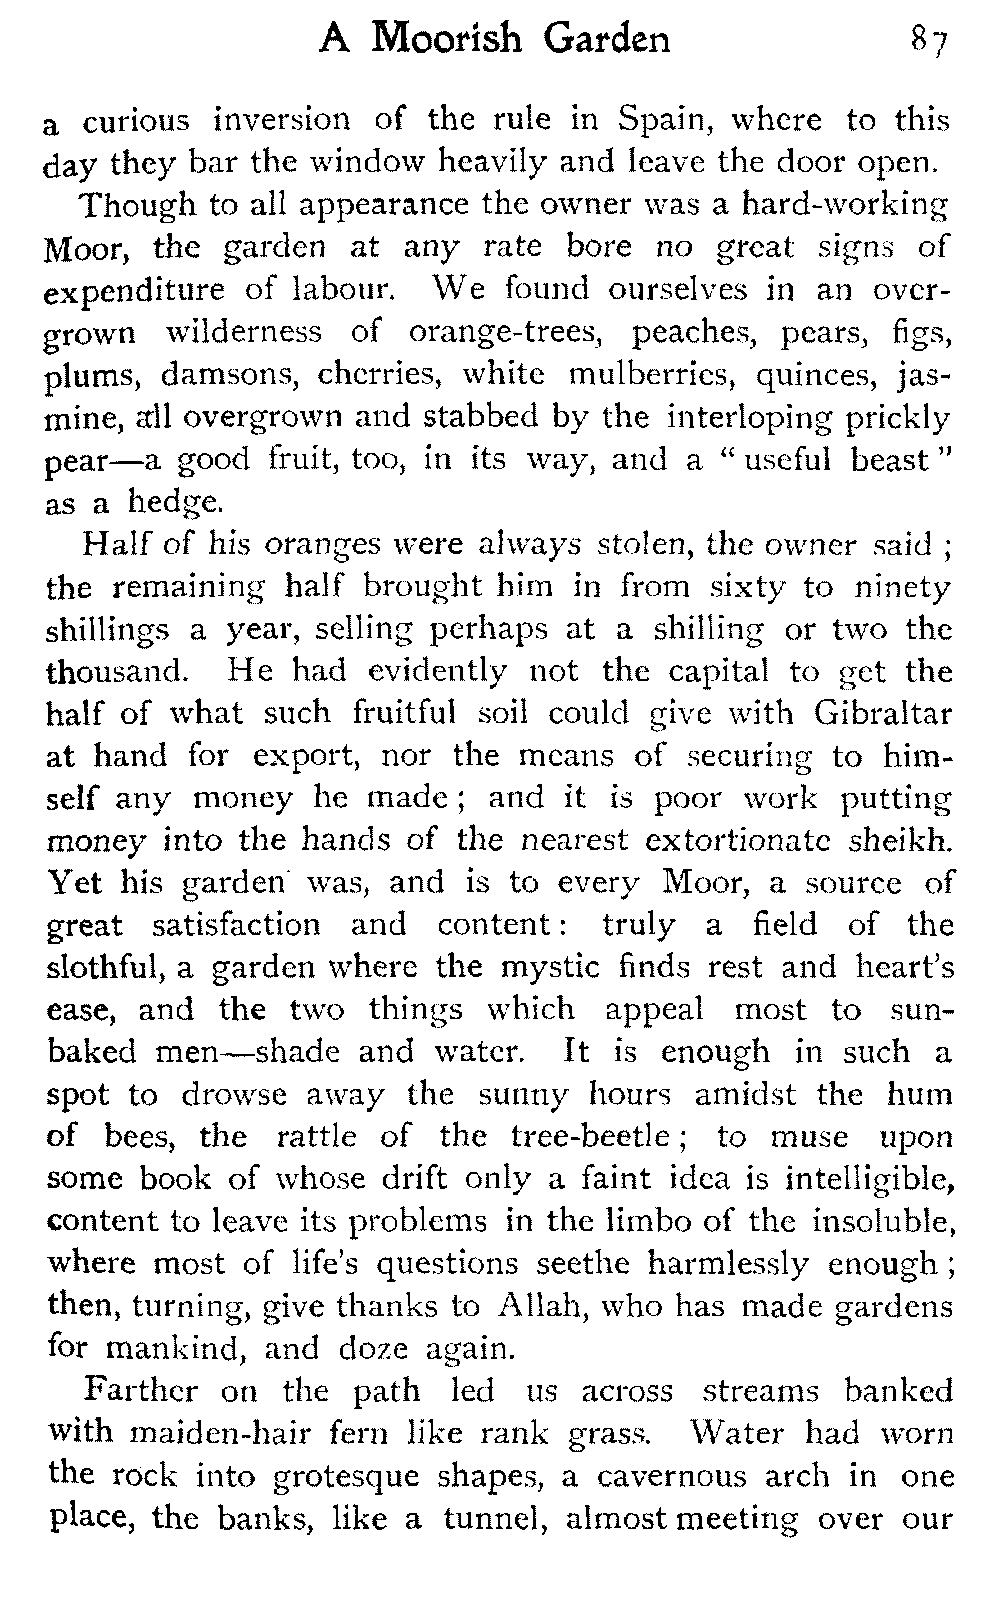 A Moorish Garden 87
a curious inversion of the rule in Spain, where to this
day they bar the window heavily and leave the door open.
Though to all appearance the owner was a hard-working
Moor, the garden at any rate bore no great signs of
expenditure of labour. We found ourselves in an over-
grown wilderness of orange-trees, peaches, pears, figs,
plums, damsons, cherries, white mulberries, quinces, jas-
mine, all overgrown and stabbed by the interloping prickly
pear—a good fruit, too, in its way, and a “ useful beast ”
as a hedge.
Half of his oranges were always stolen, the owner said ;
the remaining half brought him in from sixty to ninety
shillings a year, selling perhaps at a shilling or two the
thousand. He had evidently not the capital to get the
half of what such fruitful soil could give with Gibraltar
at hand for export, nor the means of securing to him-
self any money he made ; and it is poor work putting
money into the hands of the nearest extortionate sheikh.
Yet his garden was, and is to every Moor, a source of
great satisfaction and content : truly a field of the
slothful, a garden where the mystic finds rest and heart’s
ease, and the two things which appeal most to sun-
baked men—shade and water. It is enough in such a
spot to drowse away the sunny hours amidst the hum
of bees, the rattle of the tree-beetle ; to muse upon
some book of whose drift only a faint idea is intelligible,
content to leave its problems in the limbo of the insoluble,
where most of life’s questions seethe harmlessly enough ;
then, turning, give thanks to Allah, who has made gardens
for mankind, and doze again.
Farther on the path led us across streams banked
with maiden-hair fern like rank grass. Water had worn
the rock into grotesque shapes, a cavernous arch in one
place, the banks, like a tunnel, almost meeting over our